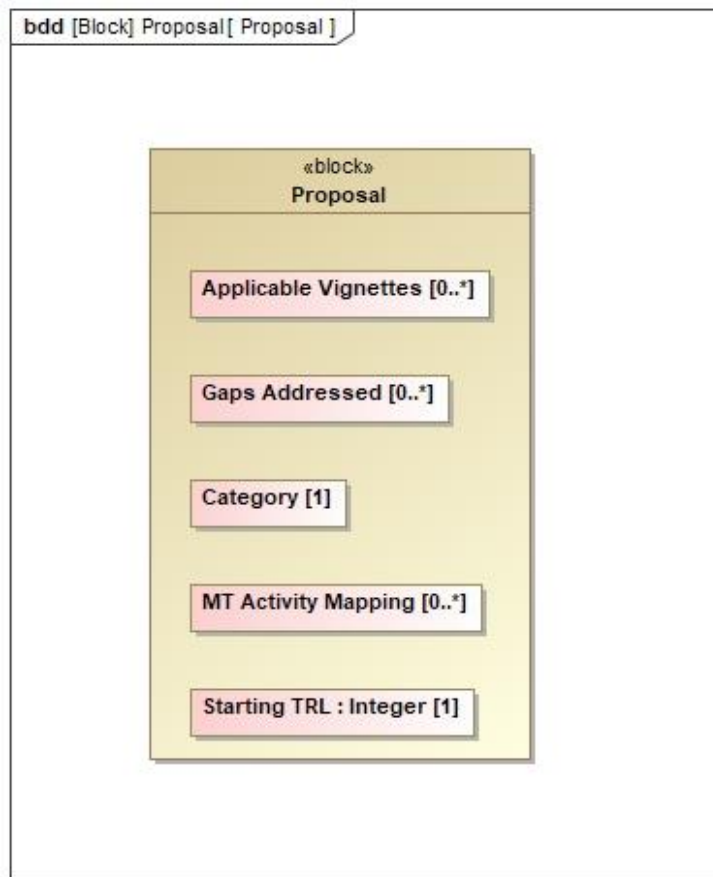 bdd [Block] Proposal[ Proposal ]
«block»
Proposal
Applicable Vignettes [0..*]
Gaps Addressed [0..*]
Category [1]
MT Activity Mapping [0..*]
Starting TRL : Integer [1]